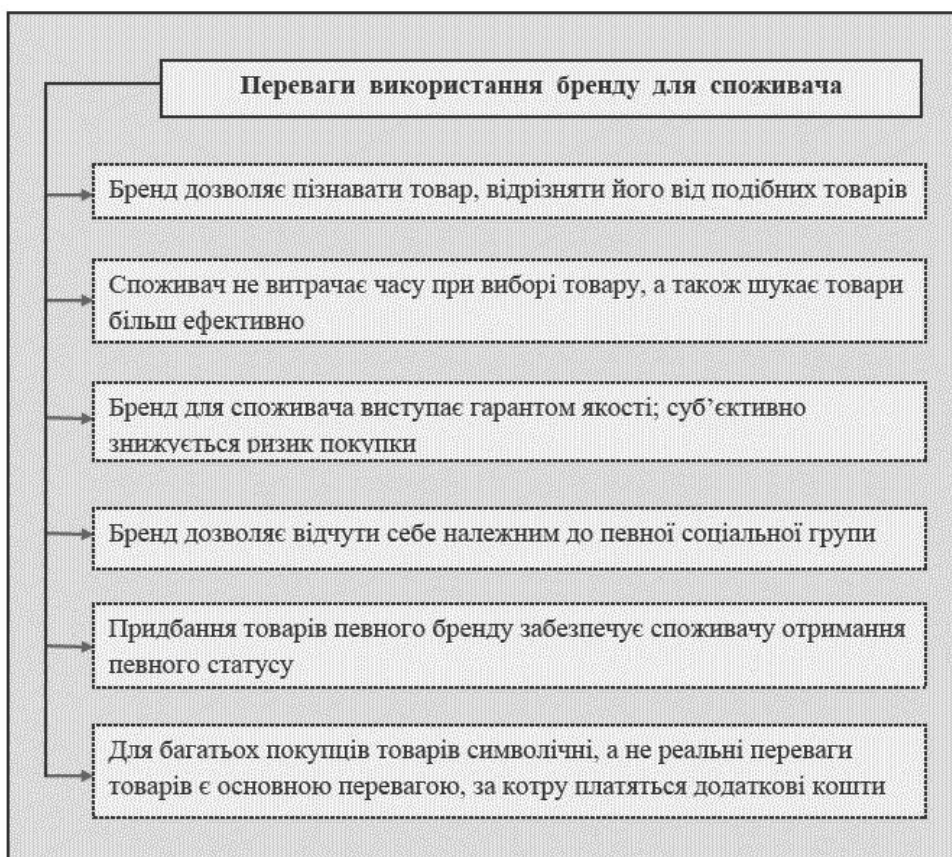 Переваги використання бренду для споживача
Бренд дозволяє пізнавати товар, відрізняти його від подібних товарів
Споживач не витрачає часу при виборі товару, а також шукає товари
більш ефективно
Бренд для споживача виступає гарантом якості; суб’єктивно
знижується ризик покупки
Бренд дозволяє відчути себе належним до певної соціальної групи
Придбання товарів певного бренду забезпечує споживачу отримання
певного статусу
Для багатьох покупців товарів символічні, а не реальні переваги
товарів є основною перевагою, за котру платяться додаткові кошти